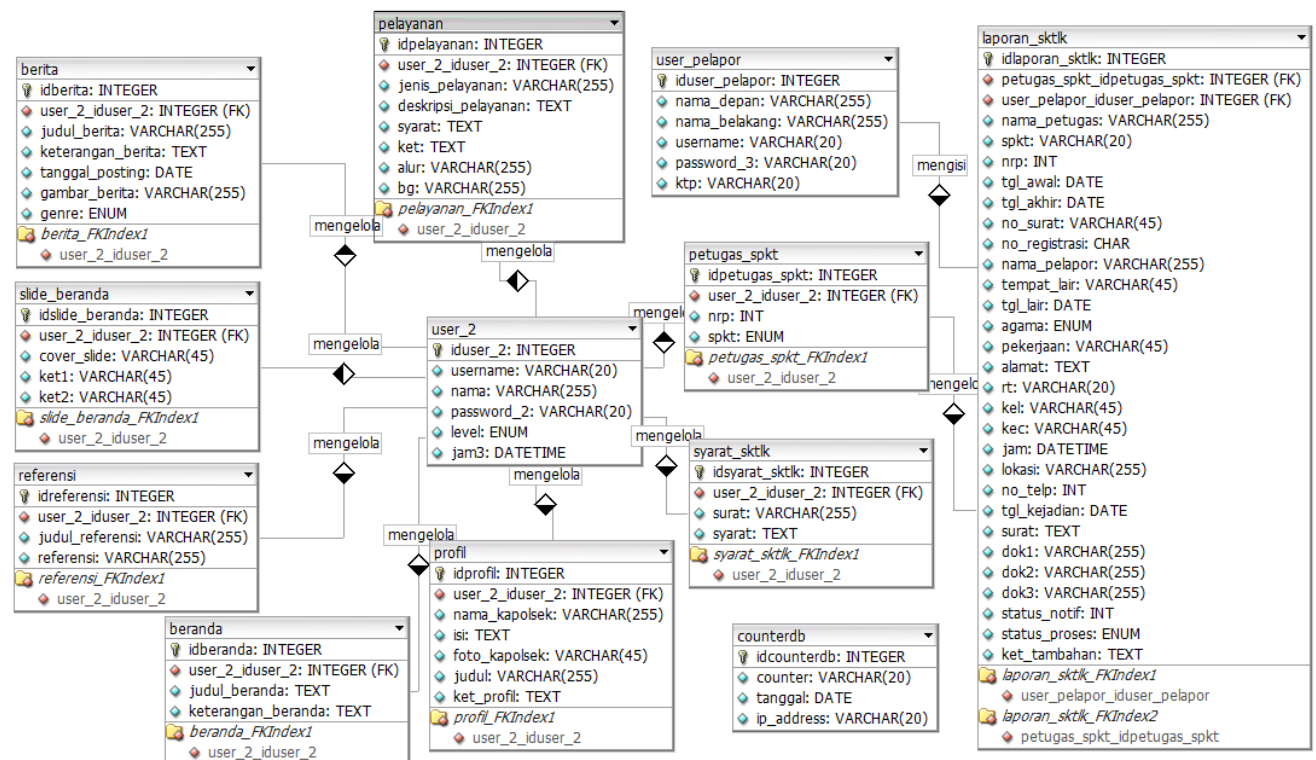 pelayanan
idpelayanan: INTEGER
user_2_iduser_2: INTEGER (FK)
jenis_pelayanan: VARCHAR(255)
deskripsi_pelayanan: TEXT
syarat: TEXT
ket: TEXT
alur: VARCHAR(255)
bg: VARCHAR(255)
pelayanan_FKIndex1
user_2_iduser_2
berita
idberita: INTEGER
user_2_iduser_2: INTEGER (FK)
judul_berita: VARCHAR(255)
keterangan_berita: TEXT
tanggal_posting: DATE
gambar_berita: VARCHAR(255)
genre: ENUM
berita_FKIndex1
user_2_iduser_2
user_pelapor
iduser_pelapor: INTEGER
nama_depan: VARCHAR(255)
nama_belakang: VARCHAR(255)
username: VARCHAR(20)
password_3: VARCHAR(20)
ktp: VARCHAR(20)
mengisi
laporan_sktlk
idlaporan_sktlk: INTEGER
petugas_spkt_idpetugas_spkt: INTEGER (FK)
user_pelapor_iduser_pelapor: INTEGER (FK)
nama_petugas: VARCHAR(255)
spkt: VARCHAR(20)
nrp: INT
tgl_awal: DATE
tgl_akhir: DATE
no_surat: VARCHAR(45)
no_registrasi: CHAR
nama_pelapor: VARCHAR(255)
tempat_lair: VARCHAR(45)
tgl_lair: DATE
agama: ENUM
pekerjaan: VARCHAR(45)
alamat: TEXT
rt: VARCHAR(20)
kel: VARCHAR(45)
kec: VARCHAR(45)
jam: DATETIME
lokasi: VARCHAR(255)
no_telp: INT
tgl_kejadian: DATE
surat: TEXT
dok1: VARCHAR(255)
dok2: VARCHAR(255)
dok3: VARCHAR(255)
status_notif: INT
status_proses: ENUM
ket_tambahan: TEXT
laporan_sktlk_FKIndex1
user_pelapor_iduser_pelapor
laporan_sktlk_FKIndex2
petugas_spkt_idpetugas_spkt
mengelola
mengelola
slide_beranda
idslide_beranda: INTEGER
user_2_iduser_2: INTEGER (FK)
cover_slide: VARCHAR(45)
ket1: VARCHAR(45)
ket2: VARCHAR(45)
slide_beranda_FKIndex1
user_2_iduser_2
mengelola
user_2
iduser_2: INTEGER
username: VARCHAR(20)
nama: VARCHAR(255)
password_2: VARCHAR(20)
level: ENUM
jam3: DATETIME
mengelo
petugas_spkt
idpetugas_spkt: INTEGER
user_2_iduser_2: INTEGER (FK)
nrp: INT
spkt: ENUM
petugas_spkt_FKIndex1
user_2_iduser_2
mengelo
mengelola
mengelola
mengelola
referensi
idreferensi: INTEGER
user_2_iduser_2: INTEGER (FK)
judul_referensi: VARCHAR(255)
referensi: VARCHAR(255)
referensi_FKIndex1
user_2_iduser_2
syarat_sktlk
idsyarat_sktlk: INTEGER
user_2_iduser_2: INTEGER (FK)
surat: VARCHAR(255)
syarat: TEXT
syarat_sktlk_FKIndex1
user_2_iduser_2
mengelola
profil
idprofil: INTEGER
user_2_iduser_2: INTEGER (FK)
nama_kapolsek: VARCHAR(255)
isi: TEXT
foto_kapolsek: VARCHAR(45)
judul: VARCHAR(255)
ket_profil: TEXT
profil_FKIndex1
user_2_iduser_2
beranda
idberanda: INTEGER
user_2_iduser_2: INTEGER (FK)
judul_beranda: TEXT
keterangan_beranda: TEXT
beranda_FKIndex1
user_2_iduser_2
counterdb
idcounterdb: INTEGER
counter: VARCHAR(20)
tanggal: DATE
ip_address: VARCHAR(20)